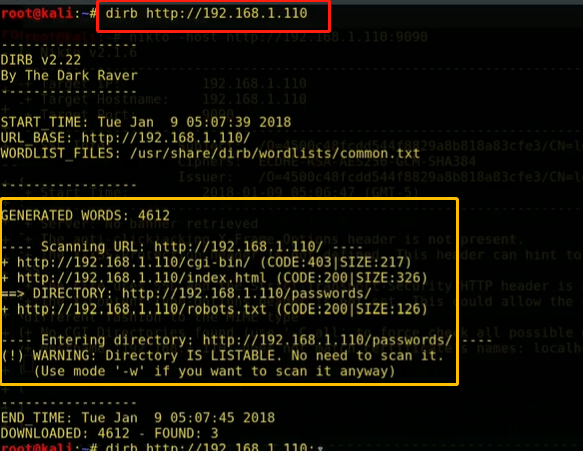 root@kali:~# dirb http://192.168.1.110
-----------------
DIRB v2.22
By The Dark Raver
-----------------
START_TIME: Tue Jan  9 05:07:39 2018
URL_BASE: http://192.168.1.110/
WORDLIST_FILES: /usr/share/dirb/wordlists/common.txt
-----------------
GENERATED WORDS: 4612
---- Scanning URL: http://192.168.1.110/ ----
+ http://192.168.1.110/cgi-bin/ (CODE:403|SIZE:217)
+ http://192.168.1.110/index.html (CODE:200|SIZE:326)
==> DIRECTORY: http://192.168.1.110/passwords/
+ http://192.168.1.110/robots.txt (CODE:200|SIZE:126)
---- Entering directory: http://192.168.1.110/passwords/ ----
(!) WARNING: Directory IS LISTABLE. No need to scan it.
    (Use mode '-w' if you want to scan it anyway)
-----------------
END_TIME: Tue Jan  9 05:07:45 2018
DOWNLOADED: 4612 - FOUND: 3
root@kali:~# dirb http://192.168.1.110: